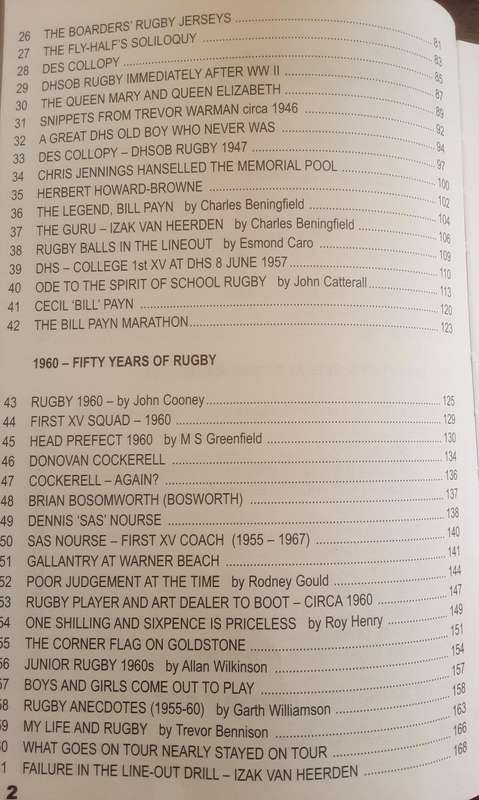 26 THE BOARDERS' RUGBY JERSEYS 81
27 THE FLY-HALF'S SOLILOQUY 83
28 DES COLLOPY 85
29 DHSOB RUGBY IMMEDIATELY AFTER WW II 87
30 THE QUEEN MARY AND QUEEN ELIZABETH 89
31 SNIPPETS FROM TREVOR WARMAN circa 1946 92
32 A GREAT DHS OLD BOY WHO NEVER WAS 94
33 DES COLLOPY – DHSOB RUGBY 1947 97
34 CHRIS JENNINGS HANSELLED THE MEMORIAL POOL 100
35 HERBERT HOWARD-BROWNE 102
36 THE LEGEND, BILL PAYN by Charles Beningfield 104
37 THE GURU – IZAK VAN HEERDEN by Charles Beningfield 106
38 RUGBY BALLS IN THE LINEOUT by Esmond Caro 109
39 DHS – COLLEGE 1st XV AT DHS 8 JUNE 1957 110
40 ODE TO THE SPIRIT OF SCHOOL RUGBY by John Catterall 113
41 CECIL 'BILL' PAYN 120
42 THE BILL PAYN MARATHON 123
1960 – FIFTY YEARS OF RUGBY
43 RUGBY 1960 – by John Cooney 125
44 FIRST XV SQUAD – 1960 129
45 HEAD PREFECT 1960 by M S Greenfield 130
46 DONOVAN COCKERELL 134
47 COCKERELL – AGAIN? 136
48 BRIAN BOSOMWORTH (BOSWORTH) 137
49 DENNIS 'SAS' NOURSE 138
50 SAS NOURSE – FIRST XV COACH (1955 – 1967) 140
51 GALLANTRY AT WARNER BEACH 141
52 POOR JUDGEMENT AT THE TIME by Rodney Gould 144
53 RUGBY PLAYER AND ART DEALER TO BOOT – CIRCA 1960 147
54 ONE SHILLING AND SIXPENCE IS PRICELESS by Roy Henry 149
55 THE CORNER FLAG ON GOLDSTONE 151
56 JUNIOR RUGBY 1960s by Allan Wilkinson 154
57 BOYS AND GIRLS COME OUT TO PLAY 157
58 RUGBY ANECDOTES (1955-60) by Garth Williamson 158
59 MY LIFE AND RUGBY by Trevor Bennison 163
0 WHAT GOES ON TOUR NEARLY STAYED ON TOUR 166
1 FAILURE IN THE LINE-OUT DRILL – IZAK VAN HEERDEN 168
2